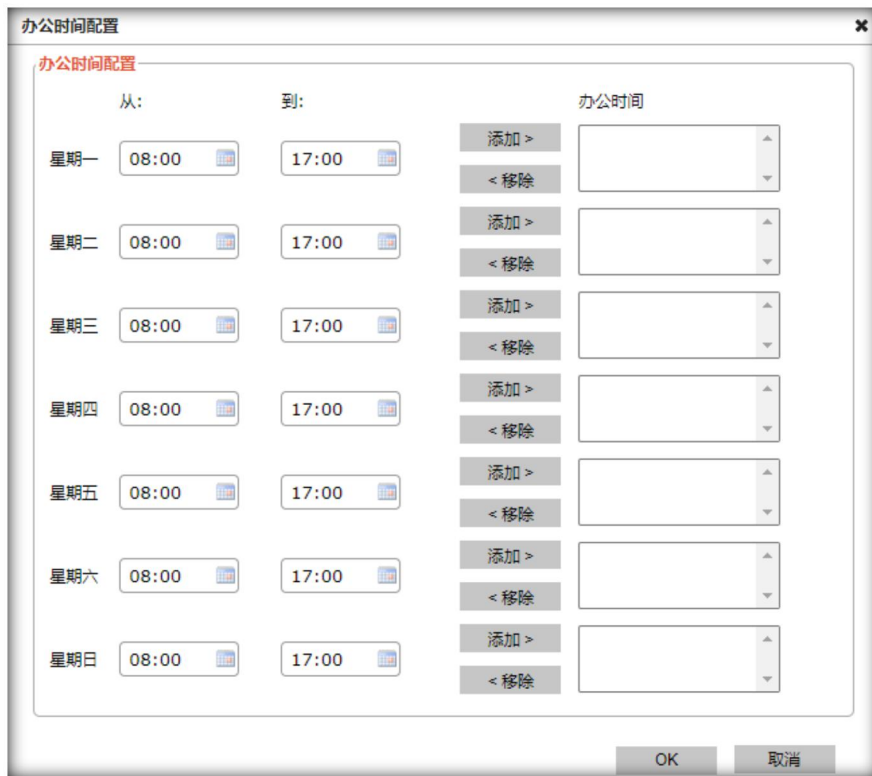 办公时间配置
办公时间配置
从: 到: 办公时间
添加 >
星期一 08:00 17:00
< 移除
添加 >
星期二 08:00 17:00
< 移除
添加 >
星期三 08:00 17:00
< 移除
添加 >
星期四 08:00 17:00
< 移除
添加 >
星期五 08:00 17:00
< 移除
添加 >
星期六 08:00 17:00
< 移除
添加 >
星期日 08:00 17:00
< 移除
OK 取消